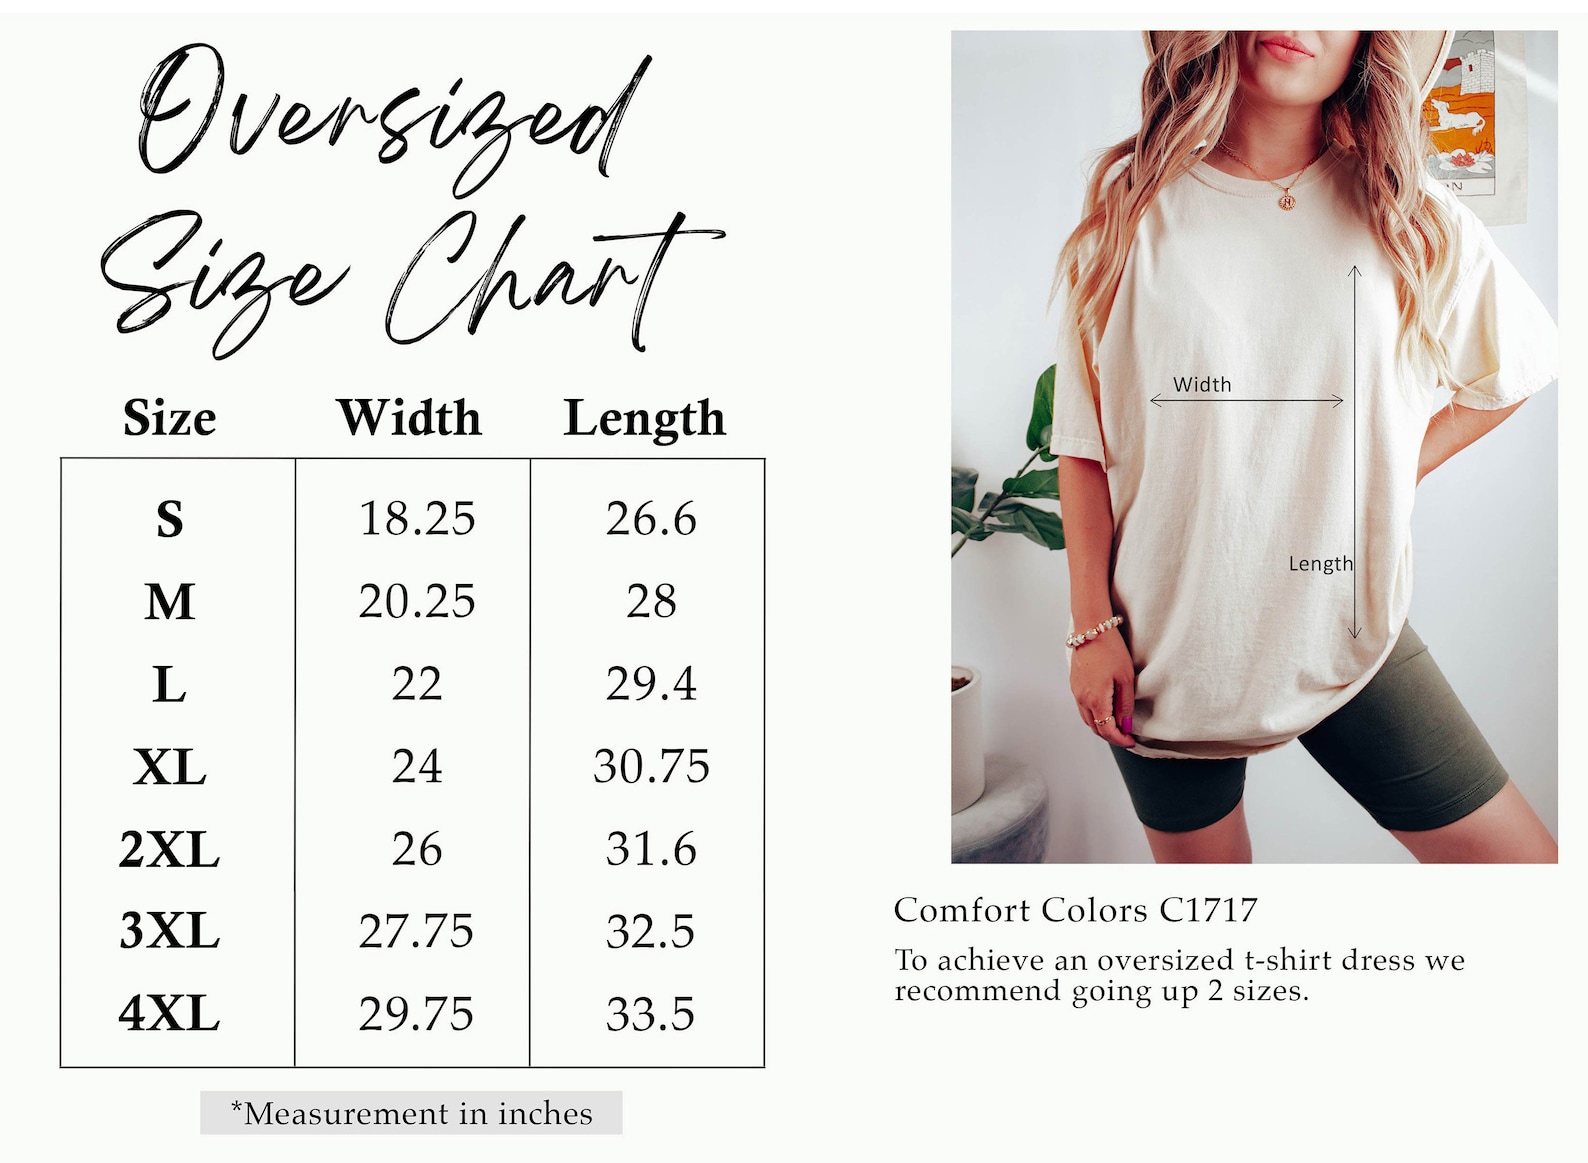 Oversized
Size Chart
Size Width Length
S 18.25 26.6
M 20.25 28
L 22 29.4
XL 24 30.75
2XL 26 31.6
3XL 27.75 32.5
4XL 29.75 33.5
*Measurement in inches
Width
Length
Comfort Colors C1717
To achieve an oversized t-shirt dress we
recommend going up 2 sizes.